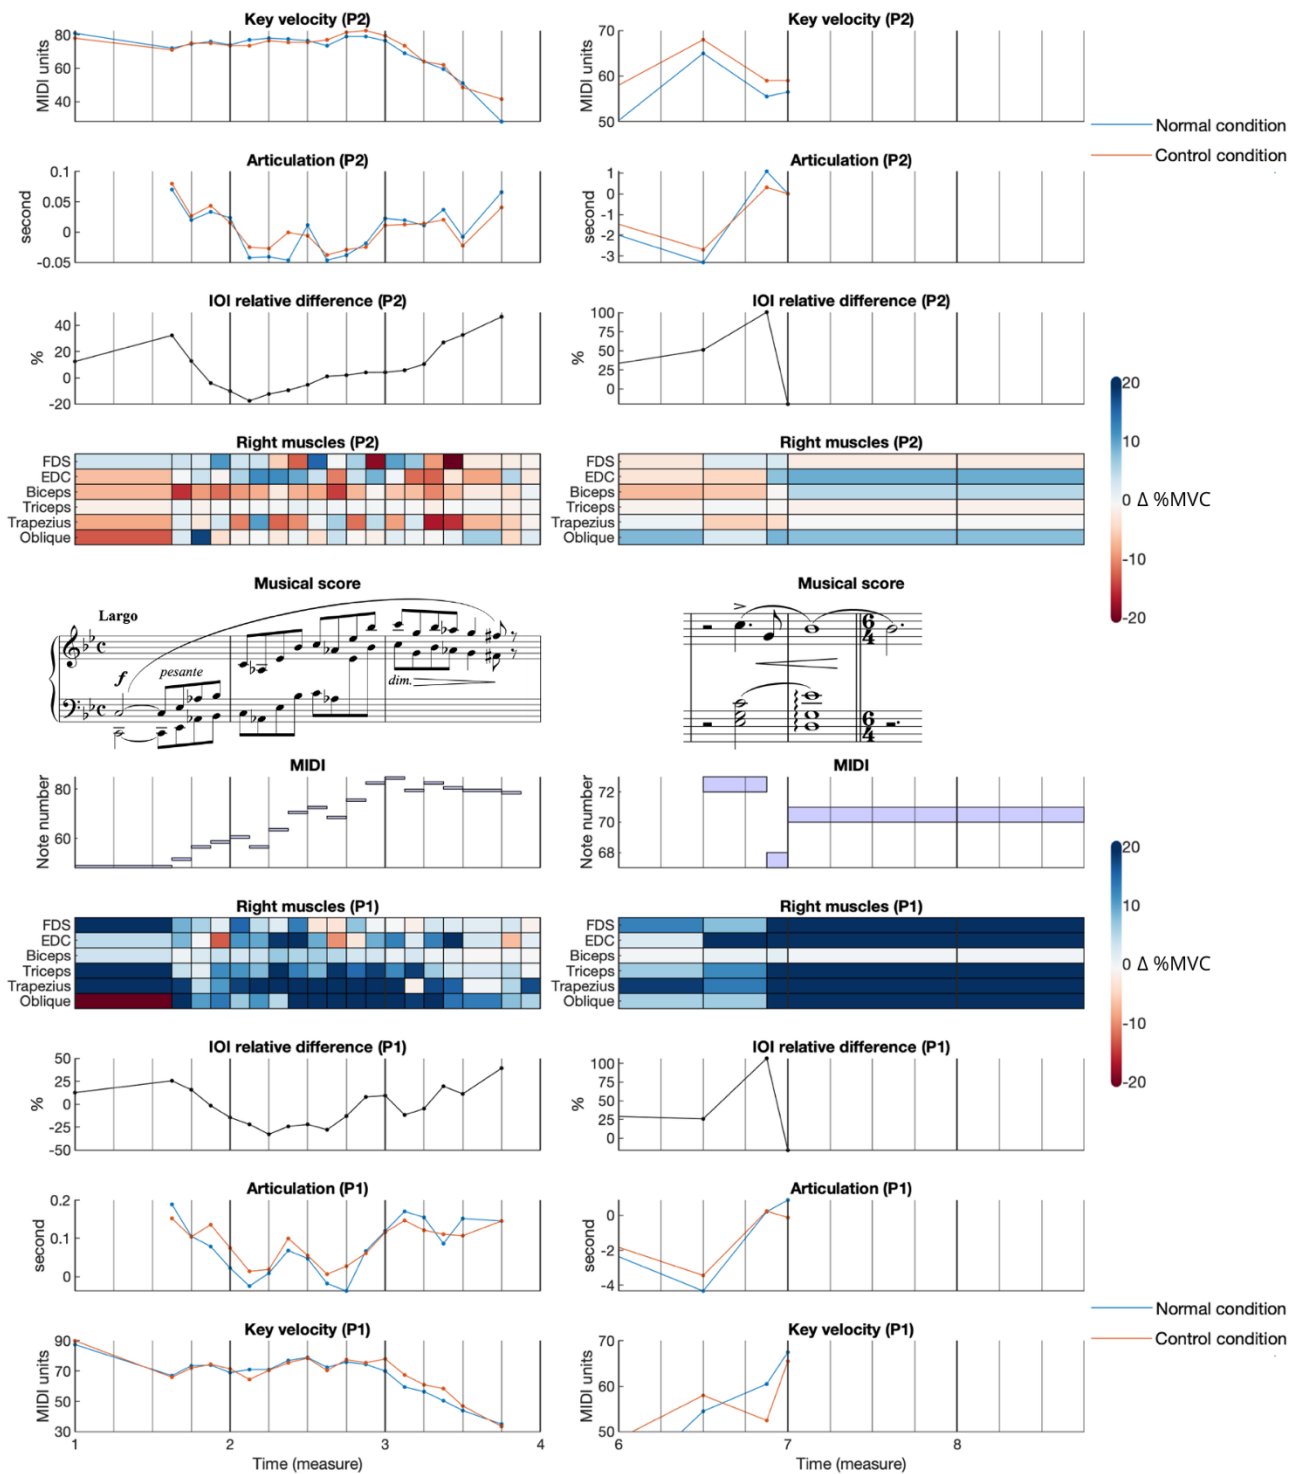 Key velocity (P2)
Key velocity (P2)
MIDI units
80
60
40
MIDI units
70
60
50
Normal condition
Control condition
Articulation (P2)
Articulation (P2)
second
0.1
0.05
0
-0.05
second
1
0
-1
-2
-3
IOI relative difference (P2)
IOI relative difference (P2)
%
40
20
0
-20
%
100
75
50
25
0
Right muscles (P2)
Right muscles (P2)
FDS
EDC
Biceps
Triceps
Trapezius
Oblique
FDS
EDC
Biceps
Triceps
Trapezius
Oblique
20
10
0 Δ %MVC
-10
-20
Musical score
Musical score
Largo
f
pesante
dim.
6
4
6
4
MIDI
MIDI
Note number
80
60
Note number
72
70
68
Right muscles (P1)
Right muscles (P1)
FDS
EDC
Biceps
Triceps
Trapezius
Oblique
FDS
EDC
Biceps
Triceps
Trapezius
Oblique
20
10
0 Δ %MVC
-10
-20
IOI relative difference (P1)
IOI relative difference (P1)
%
50
25
0
-25
-50
%
100
75
50
25
0
Articulation (P1)
Articulation (P1)
second
0.2
0.1
0
second
0
-2
-4
Normal condition
Control condition
Key velocity (P1)
Key velocity (P1)
MIDI units
90
70
50
30
MIDI units
70
60
50
1
2
3
4
6
7
8
Time (measure)
Time (measure)